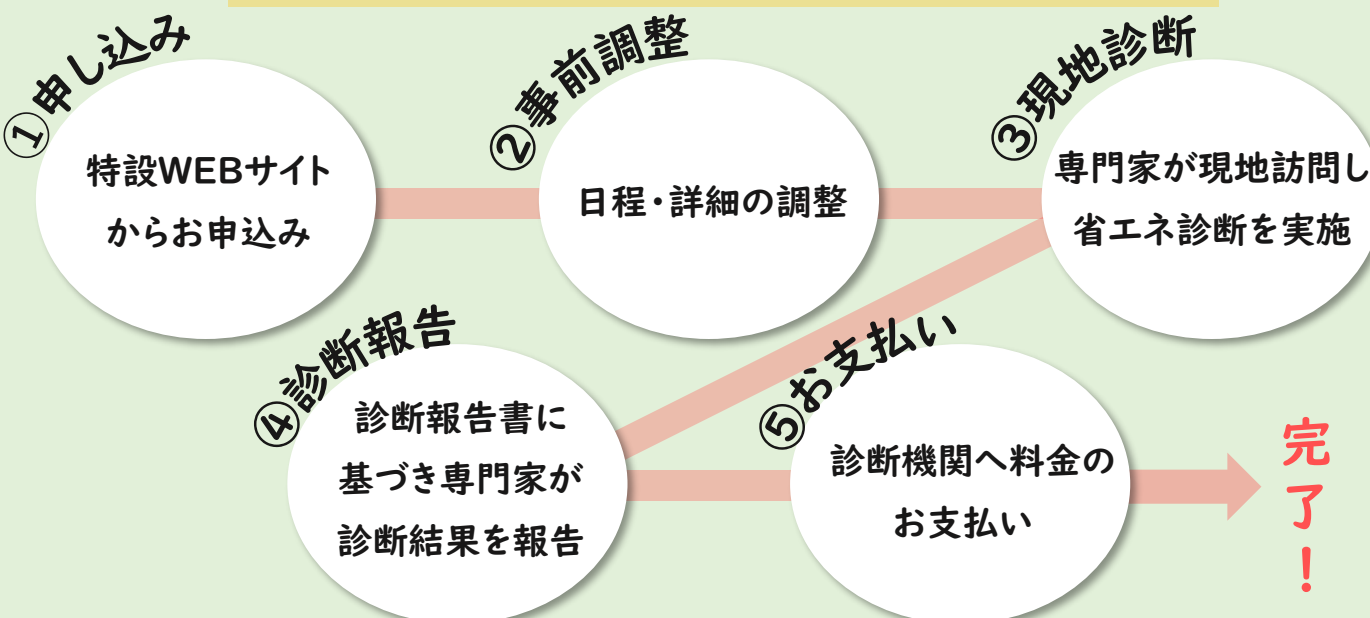 ①申し込み
特設WEBサイト
からお申込み
②事前調整
日程・詳細の調整
③現地診断
専門家が現地訪問し
省エネ診断を実施
④診断報告
診断報告書に
基づき専門家が
診断結果を報告
⑤お支払い
診断機関へ料金の
お支払い
完了！